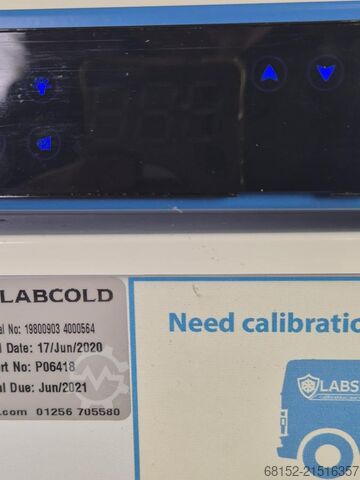 LABCOLD
al No: 19800903 4000564
l Date: 17/Jun/2020
rt No: P06418
al Due: Jun/2021
.com 01256 705580
Need calibratio
LABS
68152-21516357